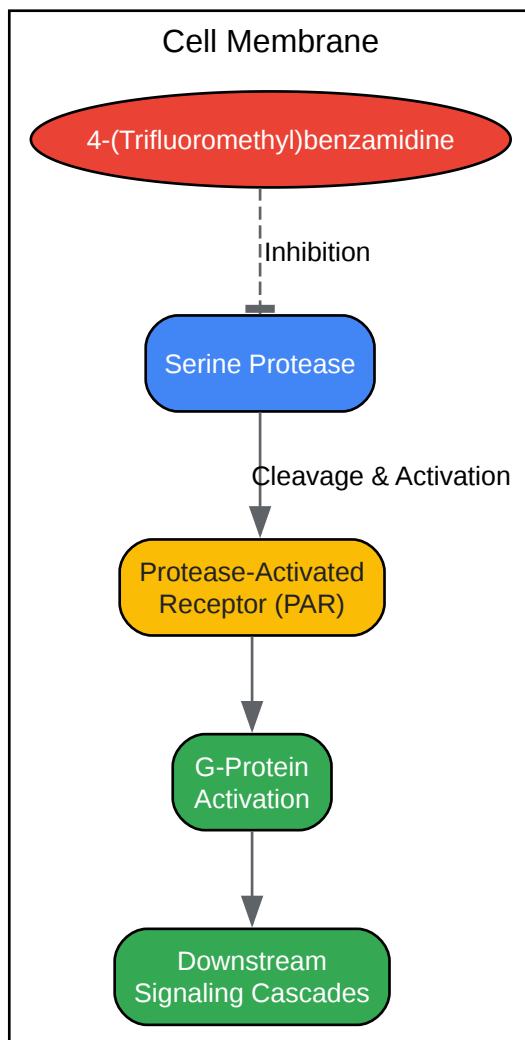 Cell Membrane
4-(Trifluoromethyl)benzamidine
Inhibition
Serine Protease
Cleavage & Activation
Protease-Activated
Receptor (PAR)
G-Protein
Activation
Downstream
Signaling Cascades